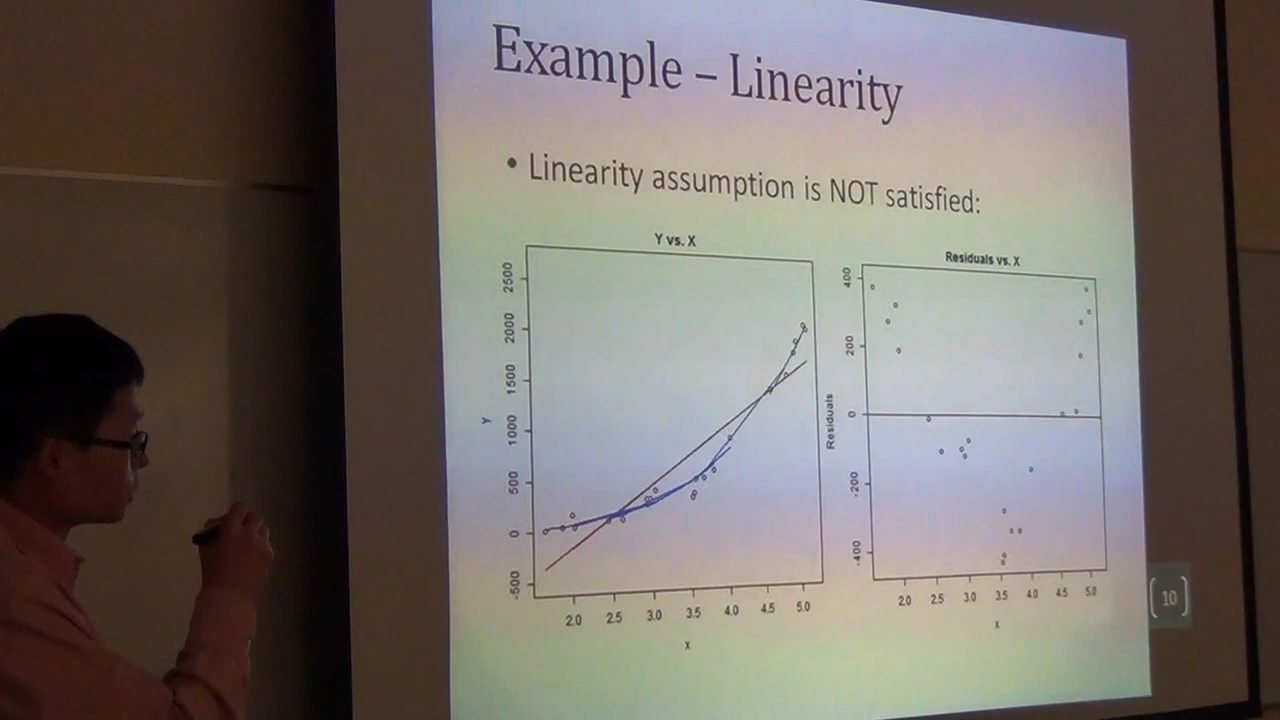 Example – Linearity
• Linearity assumption is NOT satisfied:
Y vs. X
Y
2500
2000
1500
1000
500
0
-500
2.0 2.5 3.0 3.5 4.0 4.5 5.0
X
Residuals vs. X
Residuals
400
200
0
-200
-400
2.0 2.5 3.0 3.5 4.0 4.5 5.0
X
10